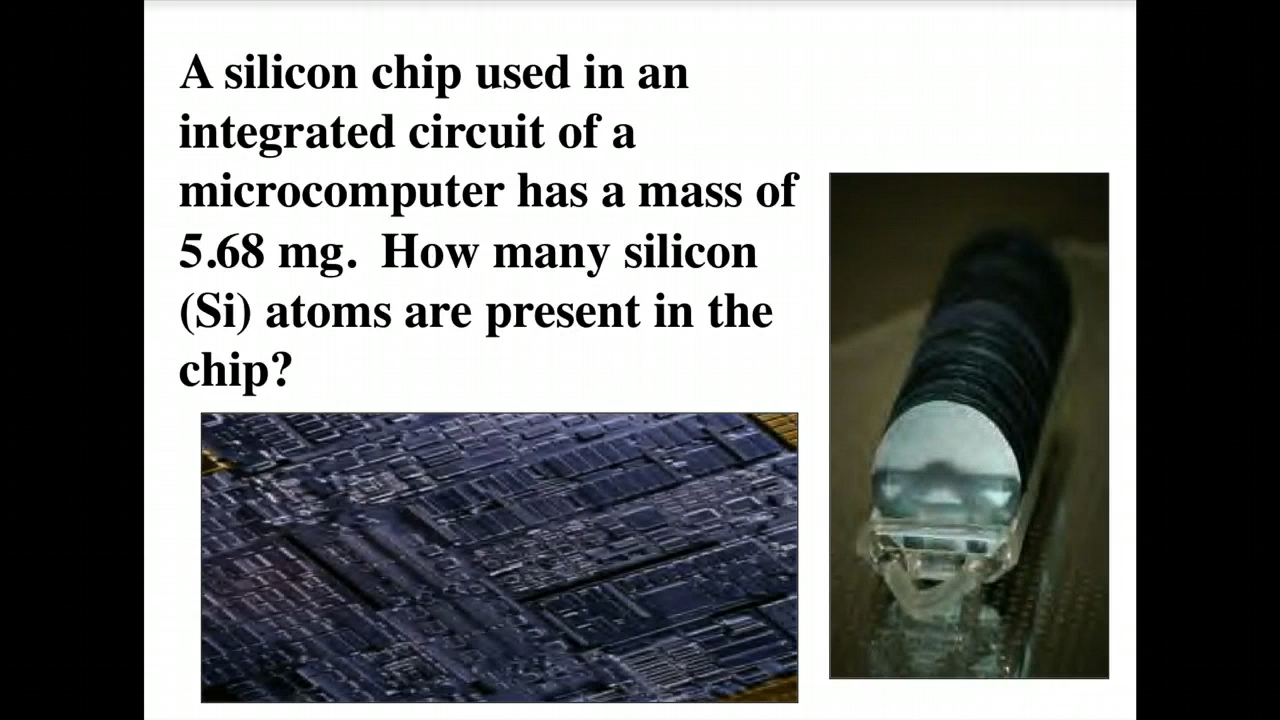 A silicon chip used in an
integrated circuit of a
microcomputer has a mass of
5.68 mg.  How many silicon
(Si) atoms are present in the
chip?